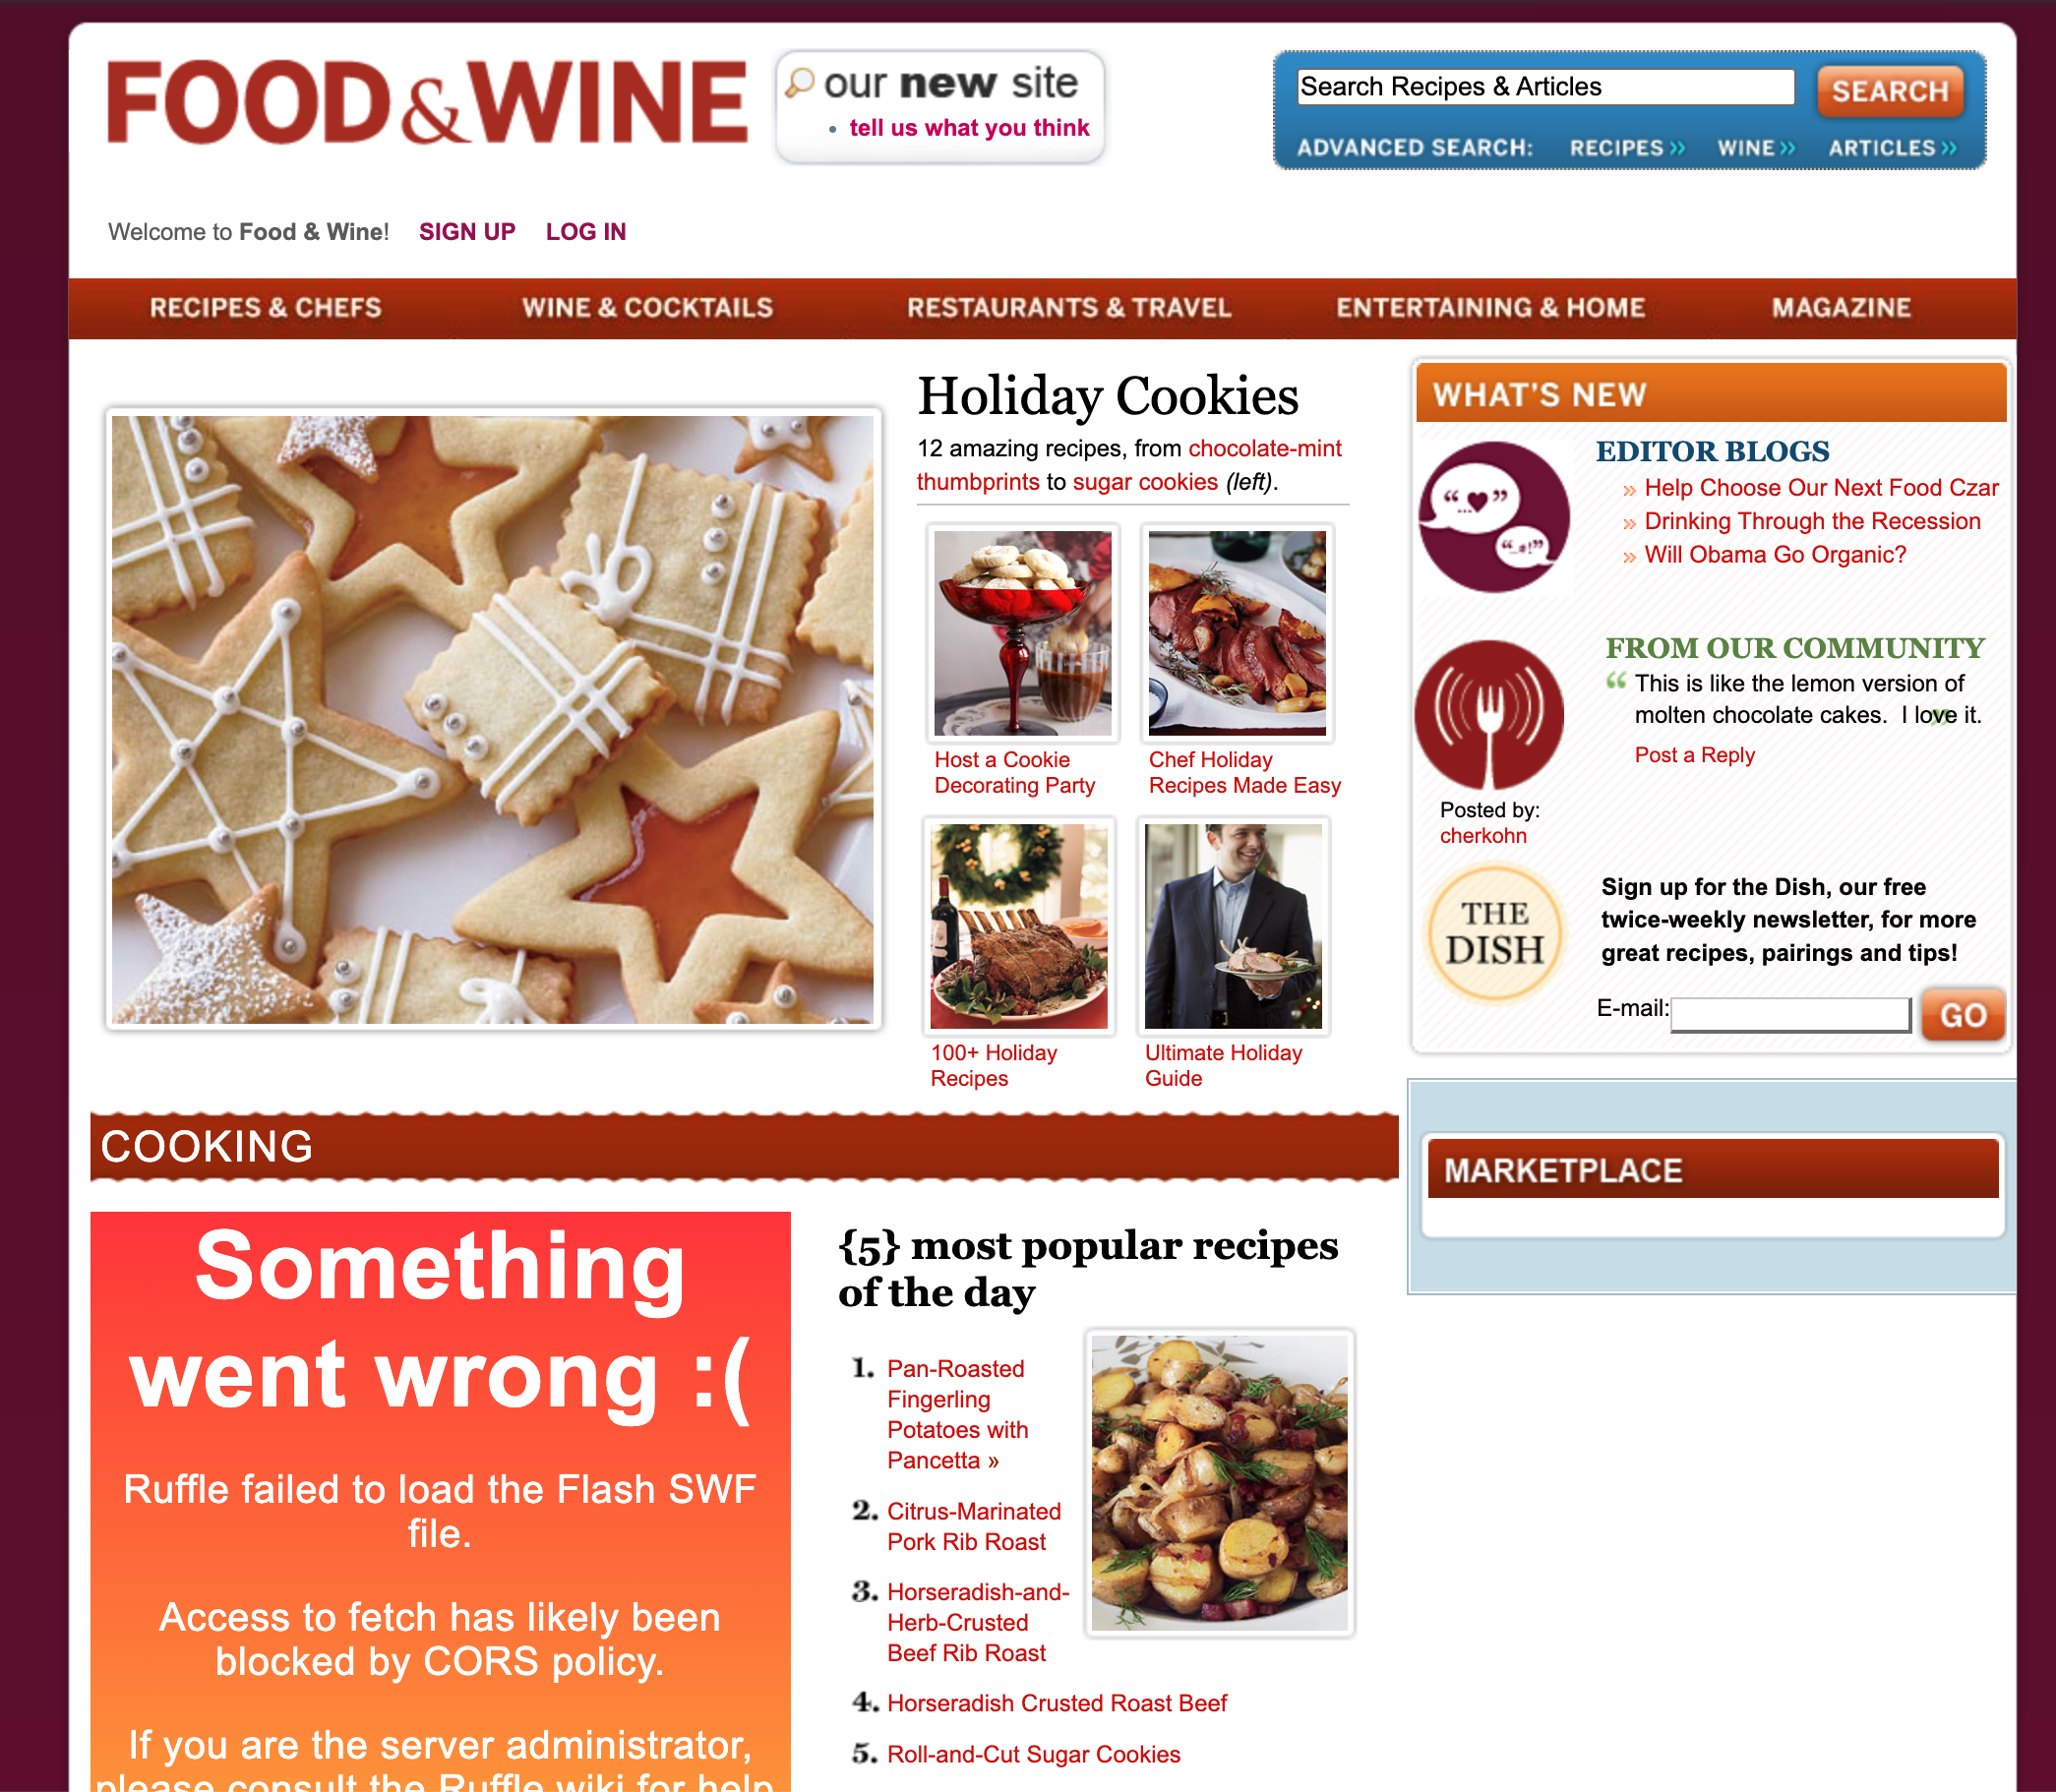 FOOD&WINE
our new site
• tell us what you think
Search Recipes & Articles
SEARCH
ADVANCED SEARCH: RECIPES » WINE » ARTICLES »
Welcome to Food & Wine! SIGN UP LOG IN
RECIPES & CHEFS WINE & COCKTAILS RESTAURANTS & TRAVEL ENTERTAINING & HOME MAGAZINE
Holiday Cookies
12 amazing recipes, from chocolate-mint
thumbprints to sugar cookies (left).
Host a Cookie
Decorating Party
Chef Holiday
Recipes Made Easy
100+ Holiday
Recipes
Ultimate Holiday
Guide
WHAT'S NEW
EDITOR BLOGS
» Help Choose Our Next Food Czar
» Drinking Through the Recession
» Will Obama Go Organic?
FROM OUR COMMUNITY
“ This is like the lemon version of
molten chocolate cakes.  I love it. ”
Post a Reply
Posted by:
cherkohn
THE
DISH
Sign up for the Dish, our free
twice-weekly newsletter, for more
great recipes, pairings and tips!
E-mail:
GO
MARKETPLACE
COOKING
Something
went wrong :(
Ruffle failed to load the Flash SWF
file.
Access to fetch has likely been
blocked by CORS policy.
If you are the server administrator,
please consult the Ruffle wiki for help
{5} most popular recipes
of the day
1. Pan-Roasted
Fingerling
Potatoes with
Pancetta »
2. Citrus-Marinated
Pork Rib Roast
3. Horseradish-and-
Herb-Crusted
Beef Rib Roast
4. Horseradish Crusted Roast Beef
5. Roll-and-Cut Sugar Cookies